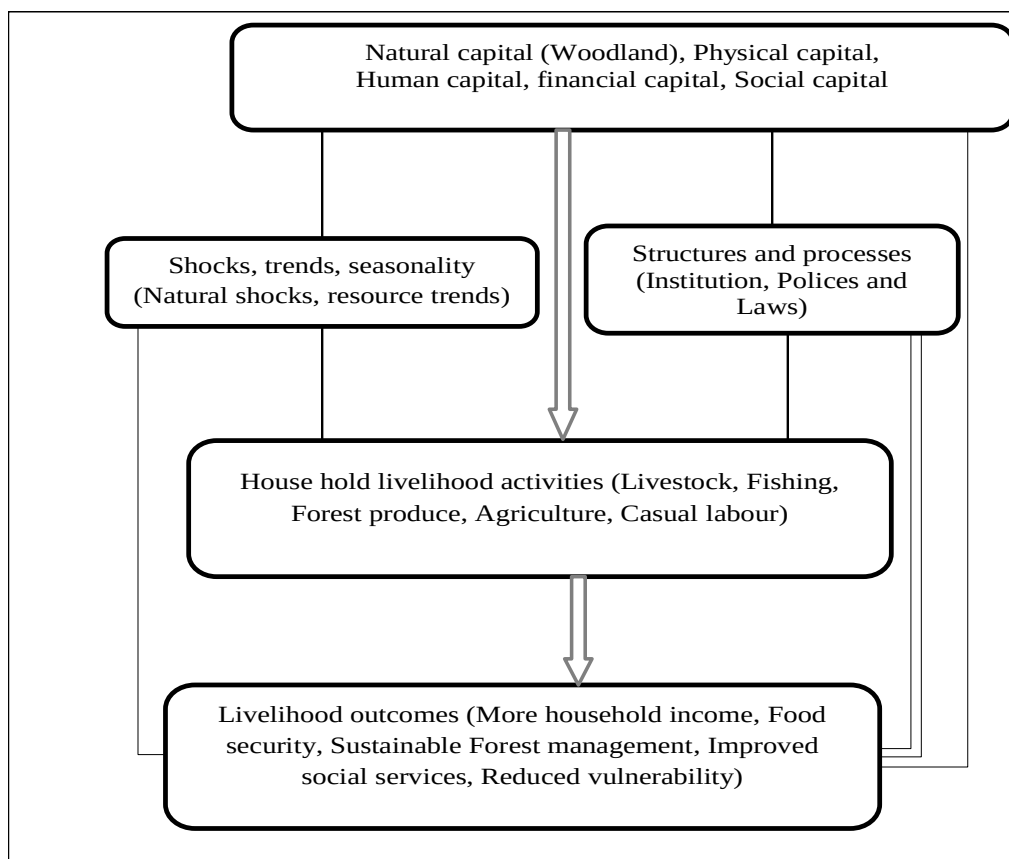 Natural capital (Woodland), Physical capital,
Human capital, financial capital, Social capital
Shocks, trends, seasonality
(Natural shocks, resource trends)
Structures and processes
(Institution, Polices and
Laws)
House hold livelihood activities (Livestock, Fishing,
Forest produce, Agriculture, Casual labour)
Livelihood outcomes (More household income, Food
security, Sustainable Forest management, Improved
social services, Reduced vulnerability)